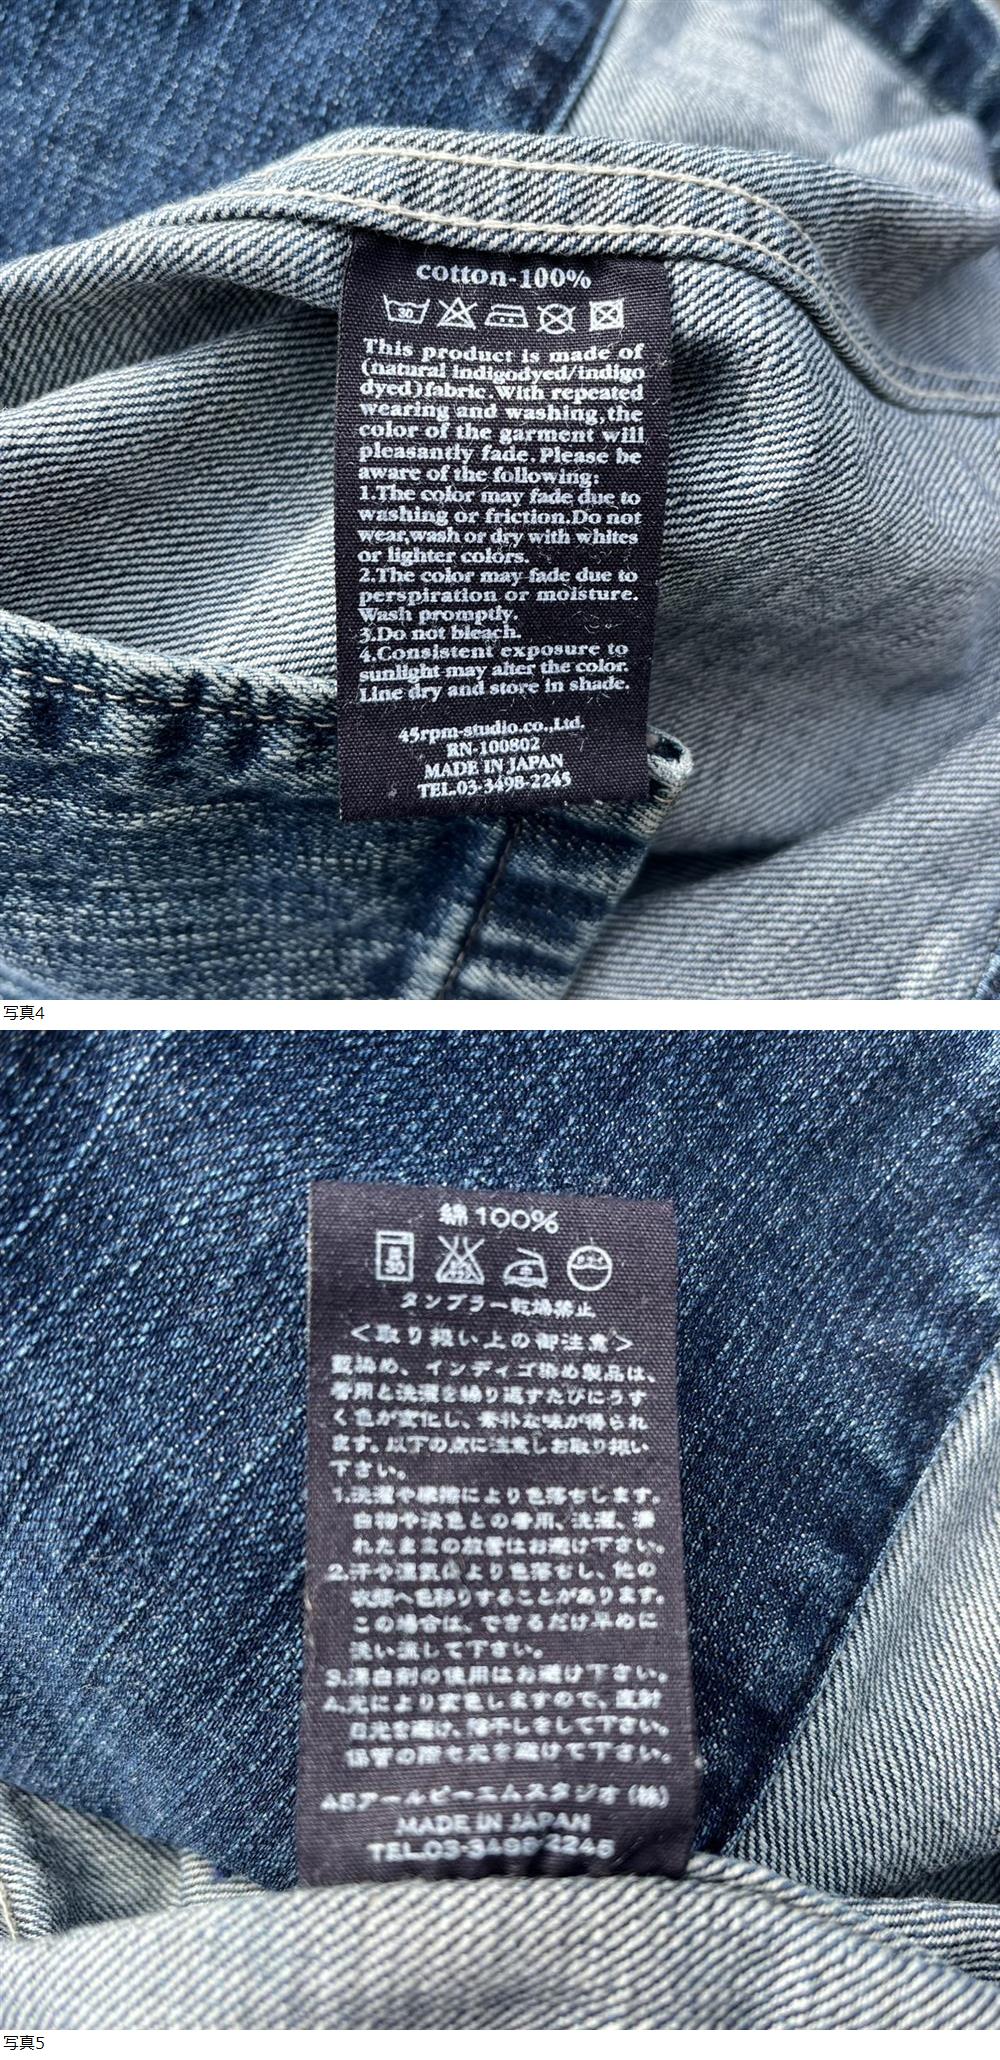 cotton-100%
30
This product is made of
(natural indigodyed/indigo
dyed)fabric.With repeated
wearing and washing,the
color of the garment will
pleasantly fade.Please be
aware of the following:
1.The color may fade due to
washing or friction.Do not
wear,wash or dry with whites
or lighter colors.
2.The color may fade due to
perspiration or moisture.
Wash promptly.
3.Do not bleach.
4.Consistent exposure to
sunlight may alter the color.
Line dry and store in shade.
45rpm-studio.co.,Ltd.
RN-100802
MADE IN JAPAN
TEL.03-3498-2245
写真4
綿100%
タンブラー乾燥禁止
<取り扱い上の御注意>
藍染め、インディゴ染め製品は、
着用と洗濯を繰り返すたびにうす
く色が変化し、素朴な味が得られ
ます。以下の点に注意しお取り扱い
下さい。
1.洗濯や摩擦により色落ちします。
白物や淡色との着用、洗濯、濡
れたままの放置はお避け下さい。
2.汗や湿気により色落ちし、他の
衣類へ色移りすることがあります。
この場合は、できるだけ早めに
洗い流して下さい。
3.漂白剤の使用はお避け下さい。
4.光により変色しますので、直射
日光を避け、陰干しをして下さい。
保管の際も光を避けて下さい。
45アールピーエムスタジオ(株)
MADE IN JAPAN
TEL.03-3498-2245
写真5